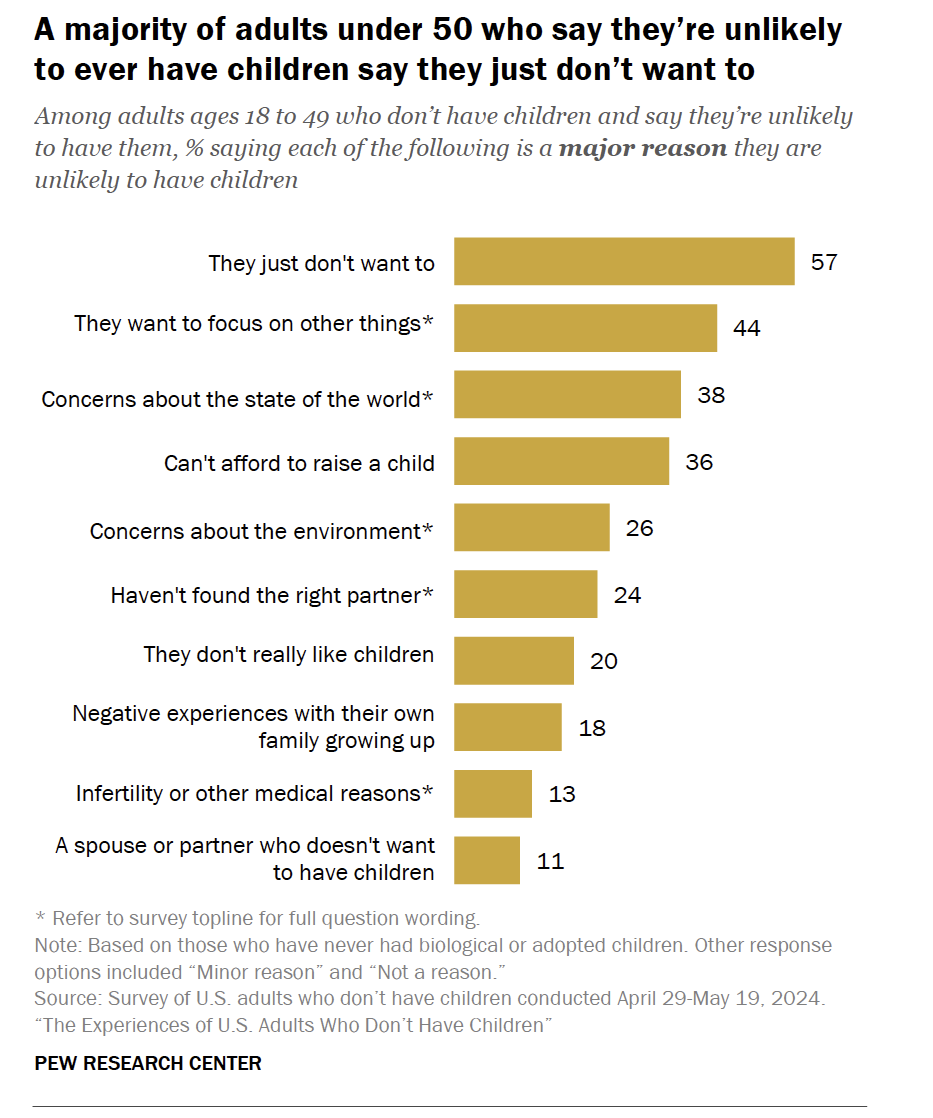 A majority of adults under 50 who say they’re unlikely
to ever have children say they just don’t want to
Among adults ages 18 to 49 who don’t have children and say they’re unlikely
to have them, % saying each of the following is a major reason they are
unlikely to have children
They just don't want to 57
They want to focus on other things* 44
Concerns about the state of the world* 38
Can't afford to raise a child 36
Concerns about the environment* 26
Haven't found the right partner* 24
They don't really like children 20
Negative experiences with their own
family growing up 18
Infertility or other medical reasons* 13
A spouse or partner who doesn't want
to have children 11
* Refer to survey topline for full question wording.
Note: Based on those who have never had biological or adopted children. Other response
options included “Minor reason” and “Not a reason.”
Source: Survey of U.S. adults who don’t have children conducted April 29-May 19, 2024.
“The Experiences of U.S. Adults Who Don’t Have Children”
PEW RESEARCH CENTER